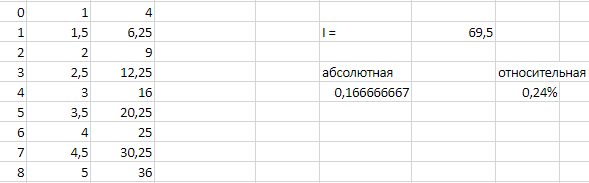 0 1 4
1 1,5 6,25 I = 69,5
2 2 9
3 2,5 12,25 абсолютная относительная
4 3 16 0,166666667 0,24%
5 3,5 20,25
6 4 25
7 4,5 30,25
8 5 36